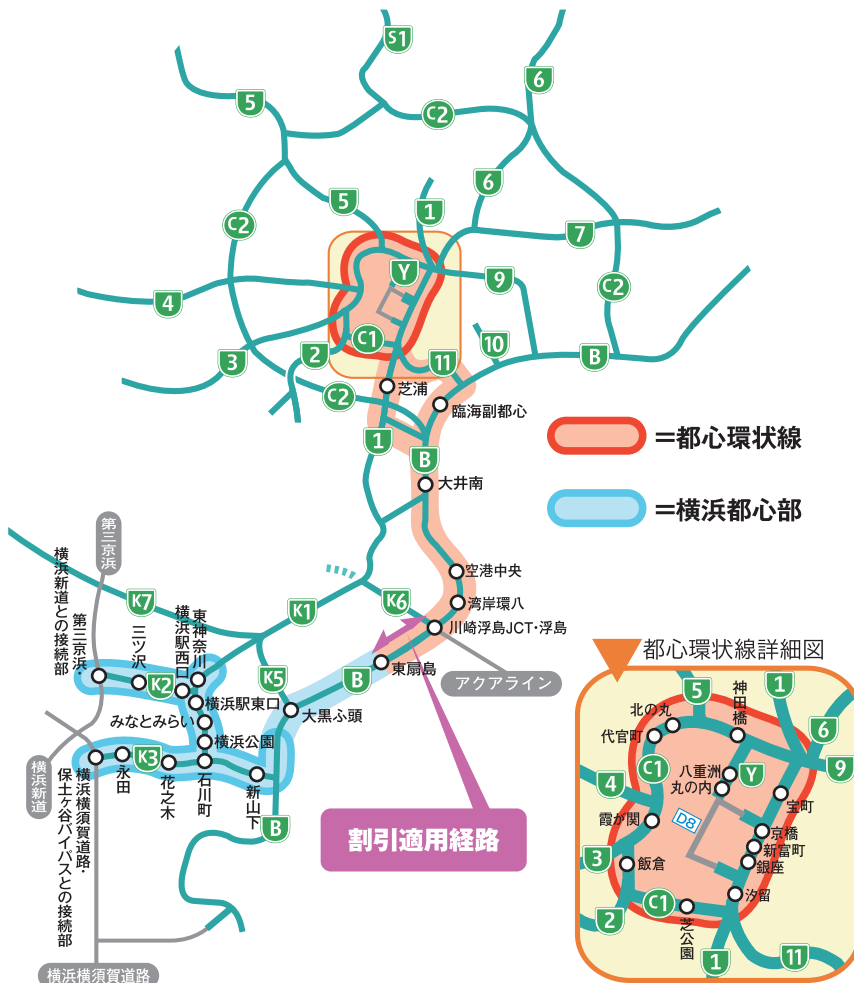 S1
6
5
C2
6
5
1
C2
7
Y
9
C2
4
C1
10
2
11
B
3
芝浦
C2
臨海副都心
1
=都心環状線
B
大井南
=横浜都心部
第三京浜
横浜新道との接続部
第三京浜・
空港中央
K7
三ツ沢
横浜駅西口
東神奈川
K1
K6
湾岸環八
川崎浮島JCT・浮島
都心環状線詳細図
東扇島
アクアライン
K2
K5
B
横浜駅東口
大黒ふ頭
みなとみらい
横浜公園
K3
横浜新道
永田
花之木
石川町
新山下
横浜横須賀道路・
保土ヶ谷バイパスとの接続部
B
割引適用経路
横浜横須賀道路
5
神田橋
1
北の丸
6
代官町
C1
八重洲
Y
9
丸の内
4
宝町
霞が関
D8
京橋
新富町
3
銀座
飯倉
汐留
C1
2
芝公園
1
11